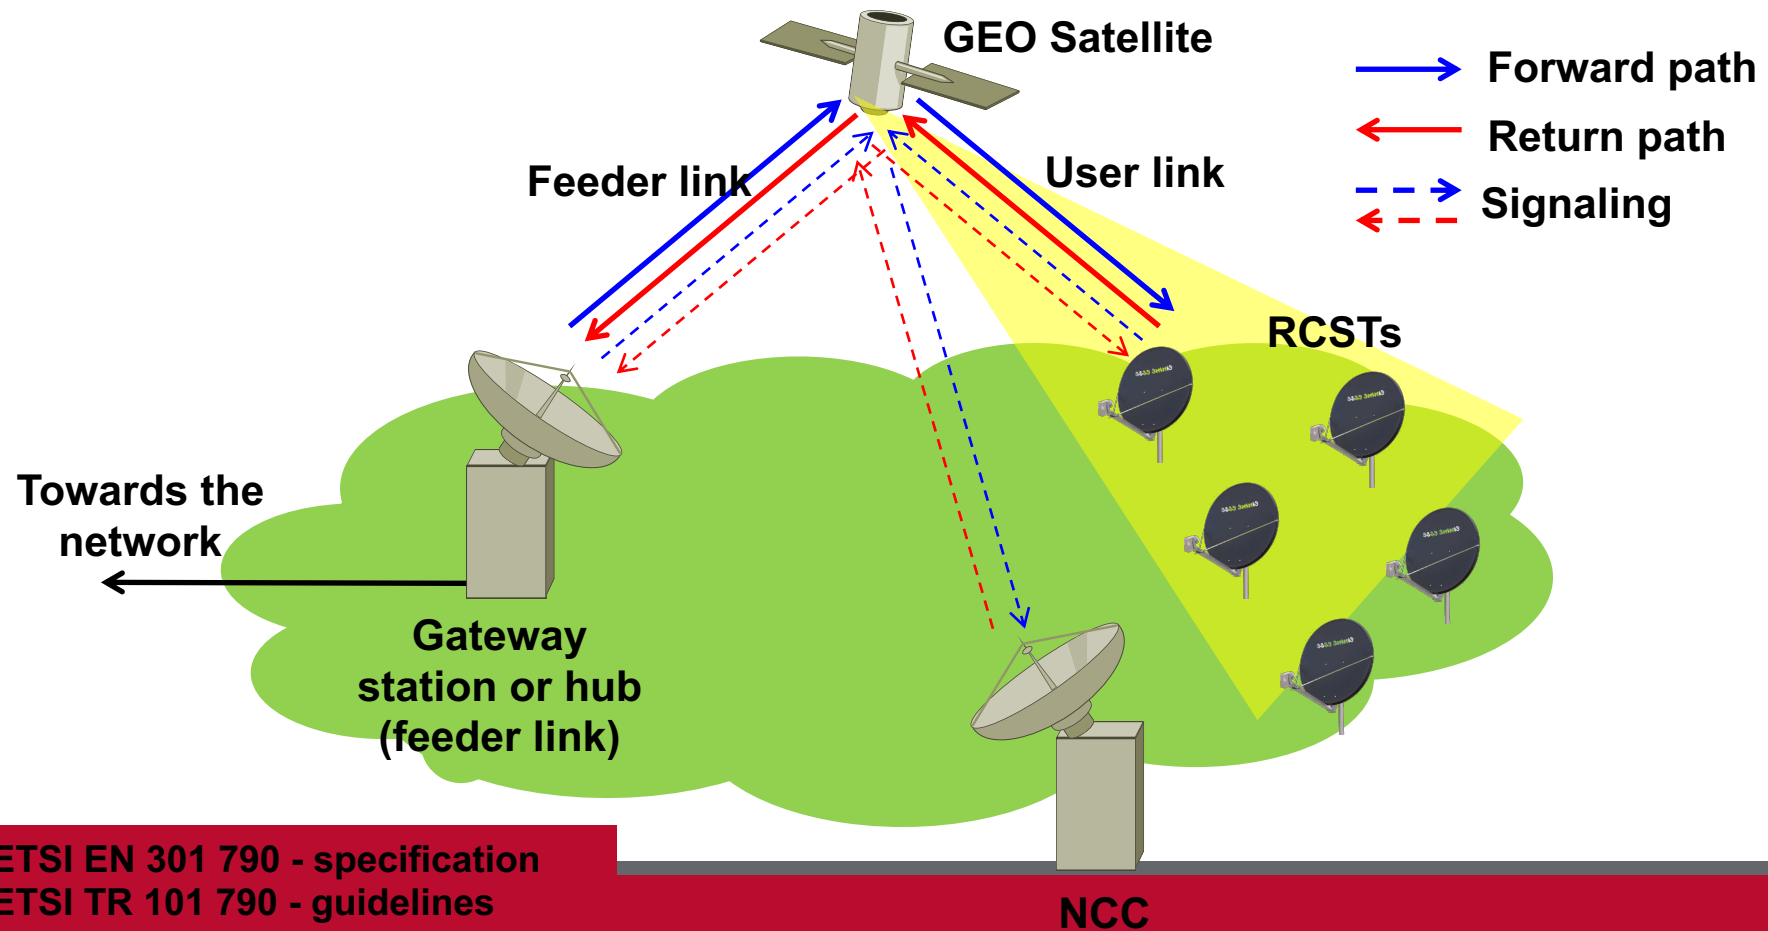 GEO Satellite
Forward path
Return path
Signaling
Feeder link
User link
RCSTs
Towards the
network
Gateway
station or hub
(feeder link)
ETSI EN 301 790 - specification
ETSI TR 101 790 - guidelines
NCC